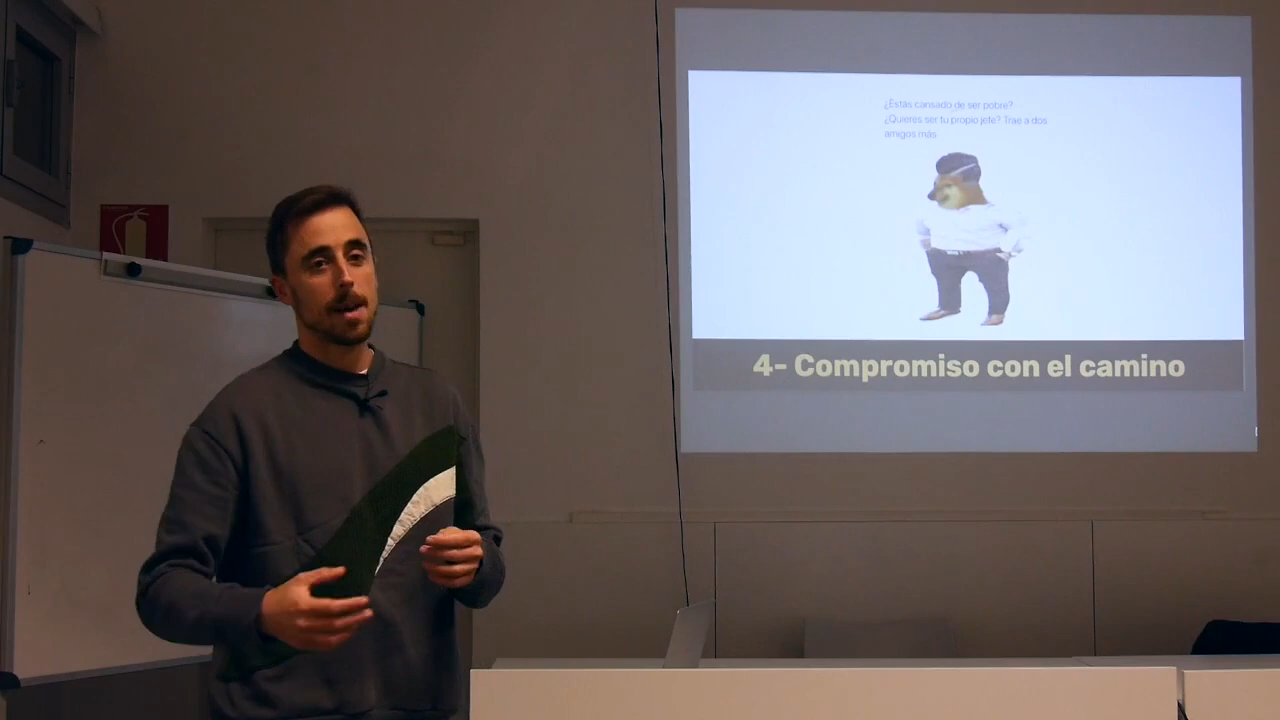 ¿Estás cansado de ser pobre?
¿Quieres ser tu propio jefe? Trae a dos
amigos más
4- Compromiso con el camino